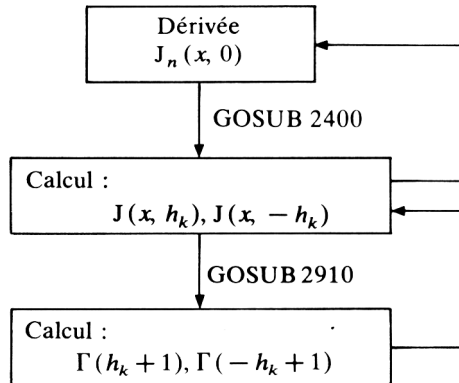 Dérivée
J_n(x, 0)
GOSUB 2400
Calcul :
J(x, h_k), J(x, − h_k)
GOSUB 2910
Calcul :
Γ(h_k + 1), Γ(− h_k + 1)